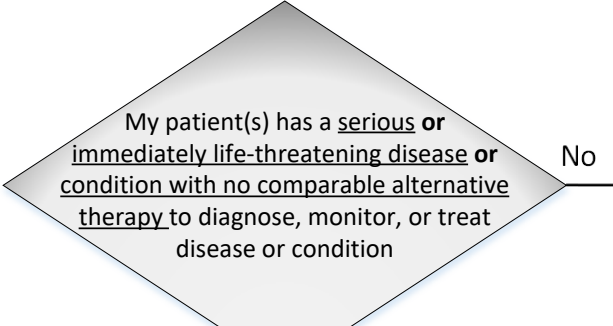 My patient(s) has a serious or
immediately life-threatening disease or
condition with no comparable alternative
therapy to diagnose, monitor, or treat
disease or condition
No